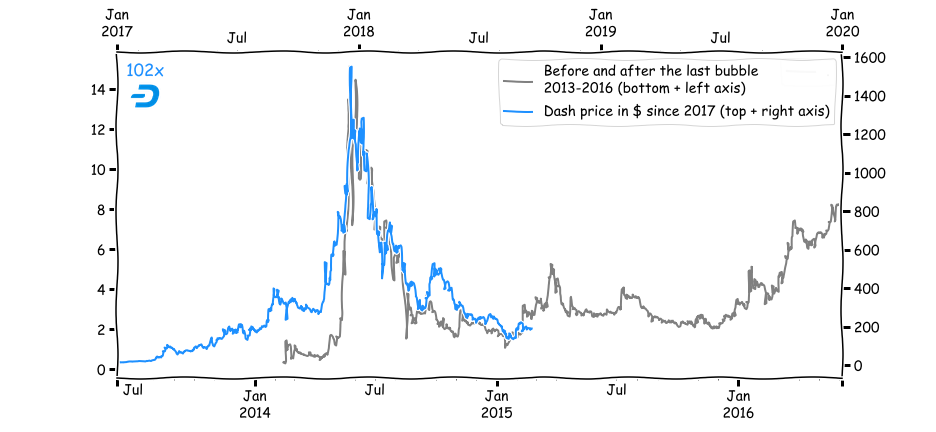 Jan Jan Jan Jan
2017 Jul 2018 Jul 2019 Jul 2020
102x
Before and after the last bubble
2013-2016 (bottom + left axis)
Dash price in $ since 2017 (top + right axis)
14
12
10
8
6
4
2
0
1600
1400
1200
1000
800
600
400
200
0
Jul Jan Jul Jan Jul Jan
2014 2015 2016